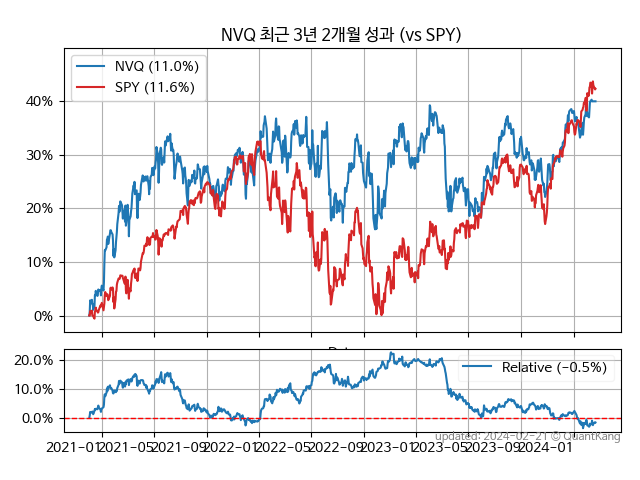 NVQ 최근 3년 2개월 성과 (vs SPY)
NVQ (11.0%)
SPY (11.6%)
40%
30%
20%
10%
0%
20.0%
10.0%
0.0%
Relative (−0.5%)
2021-01 2021-05 2021-09 2022-01 2022-05 2022-09 2023-01 2023-05 2023-09 2024-01
updated: 2024-02-21 © QuantKang